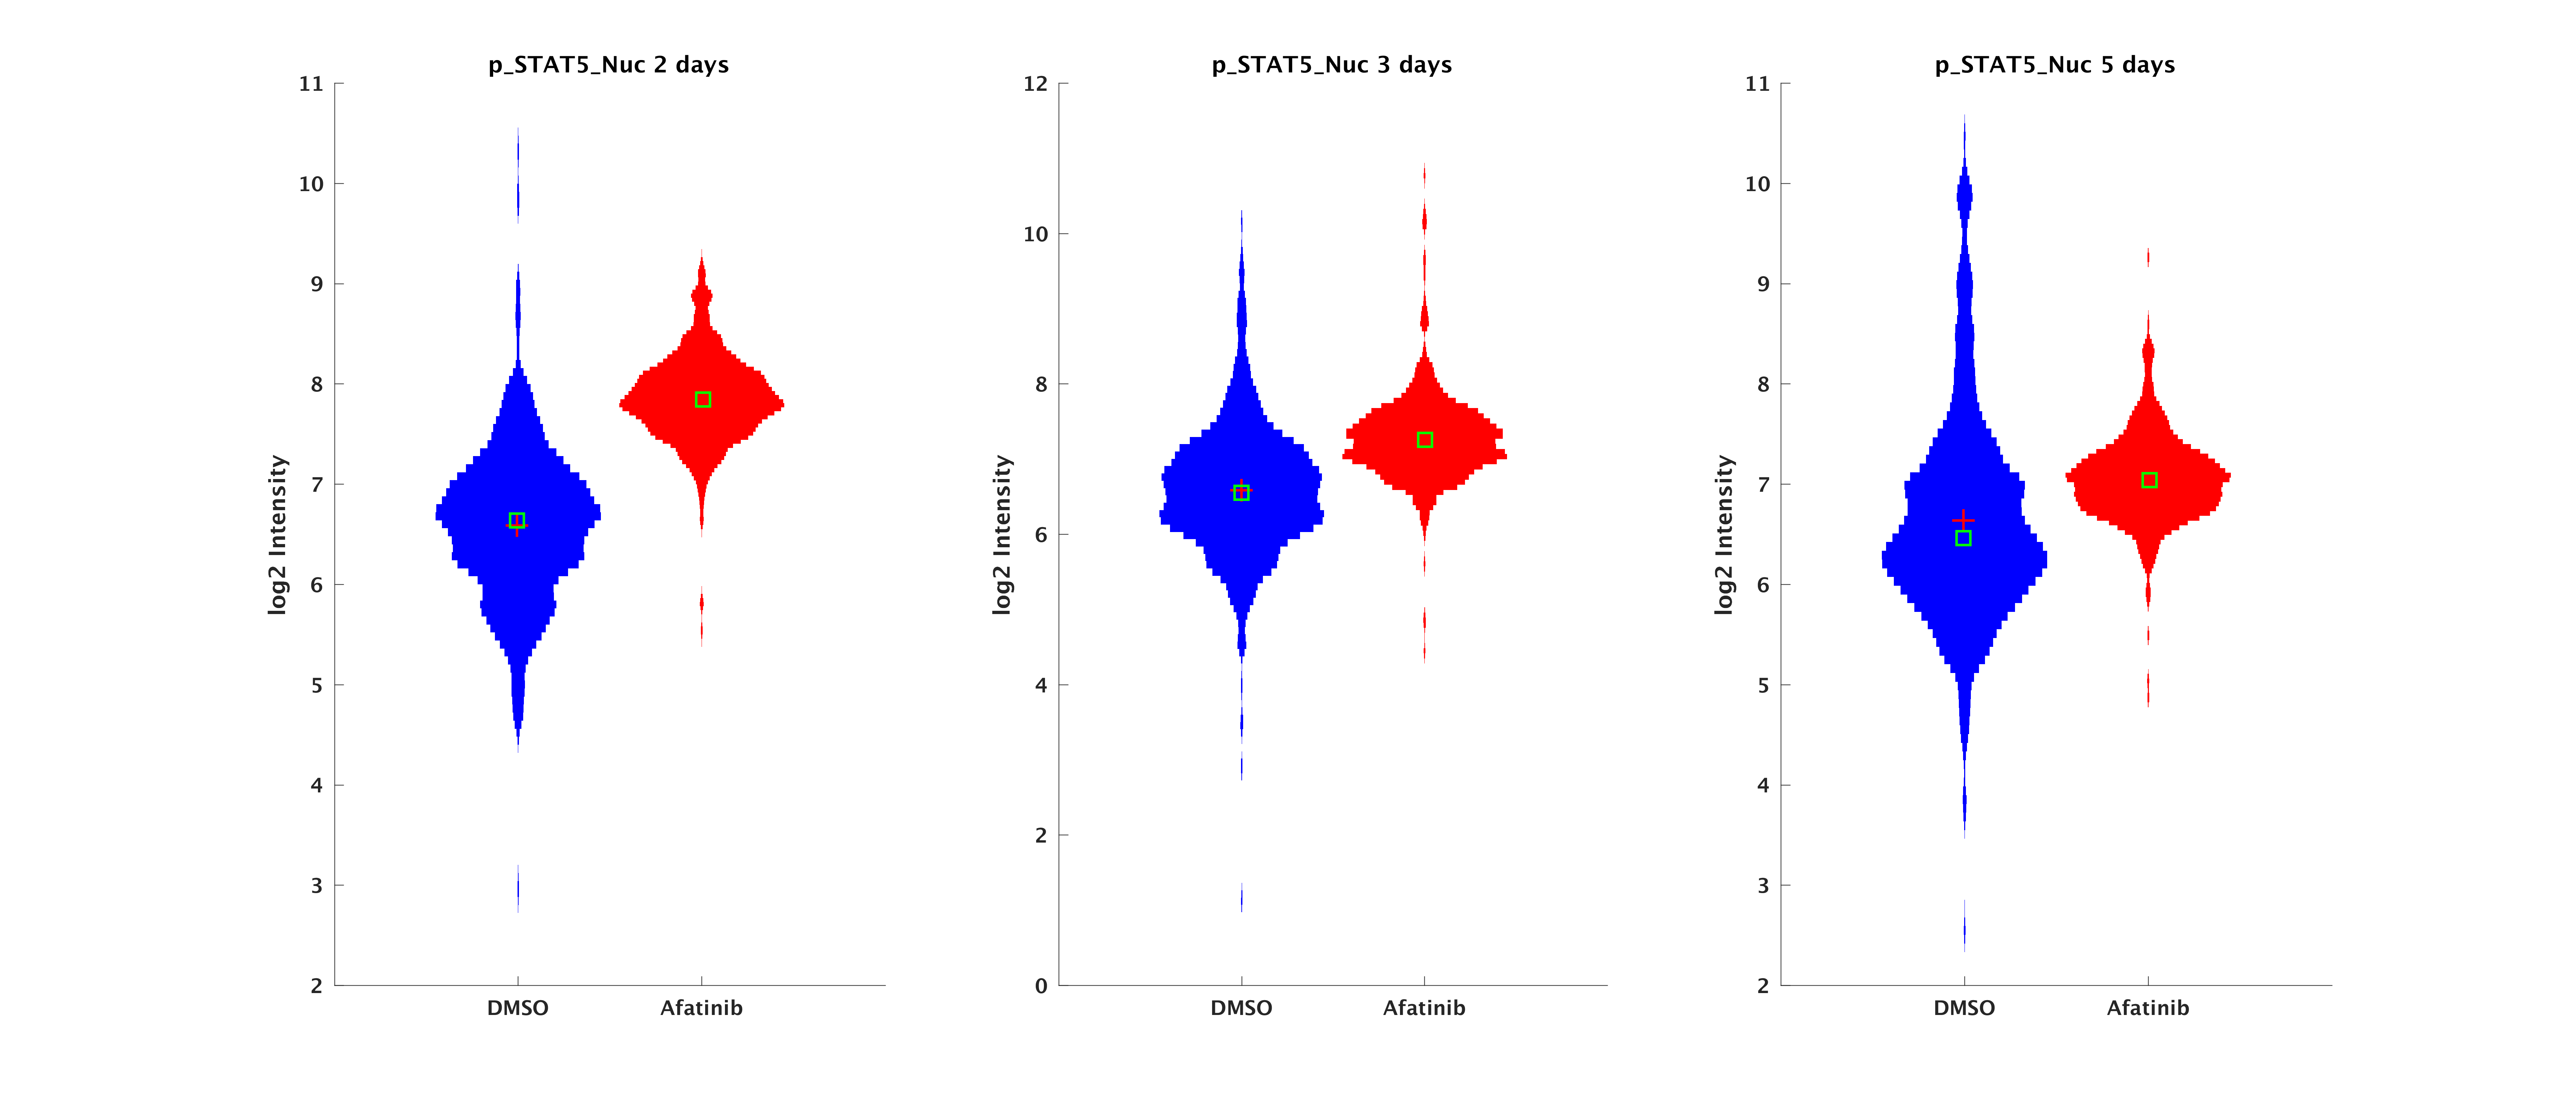 p_STAT5_Nuc 2 days
11
10
9
8
7
6
5
4
3
2
log2 Intensity
DMSO
Afatinib
p_STAT5_Nuc 3 days
12
10
8
6
4
2
0
log2 Intensity
DMSO
Afatinib
p_STAT5_Nuc 5 days
11
10
9
8
7
6
5
4
3
2
log2 Intensity
DMSO
Afatinib